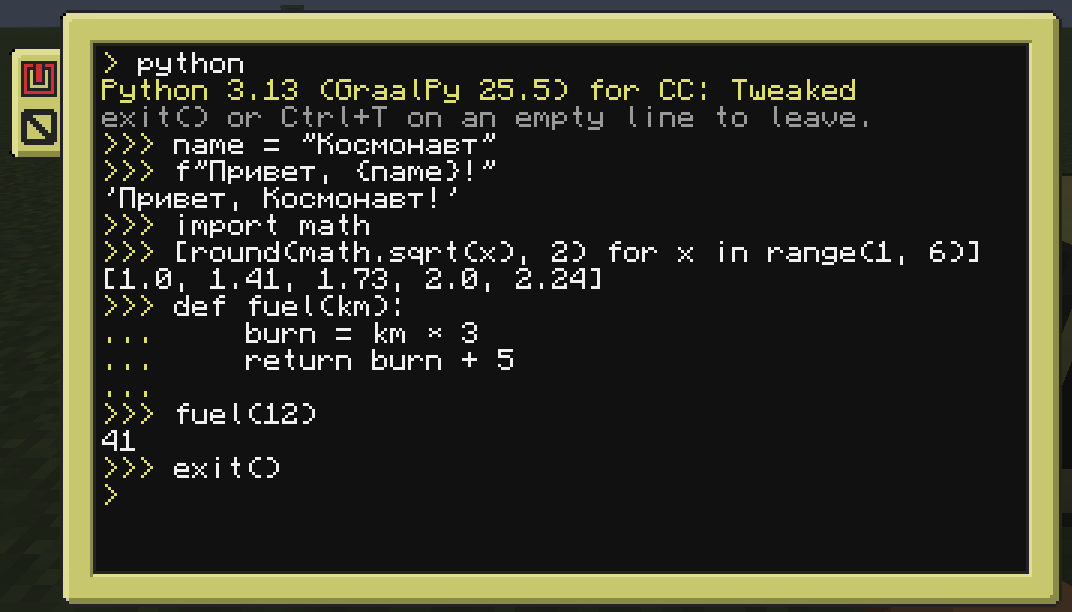 > python
Python 3.13 (GraalPy 25.5) for CC: Tweaked
exit() or Ctrl+T on an empty line to leave.
>>> name = "Космонавт"
>>> f"Привет, {name}!"
'Привет, Космонавт!'
>>> import math
>>> [round(math.sqrt(x), 2) for x in range(1, 6)]
[1.0, 1.41, 1.73, 2.0, 2.24]
>>> def fuel(km):
...     burn = km * 3
...     return burn + 5
...
>>> fuel(12)
41
>>> exit()
>